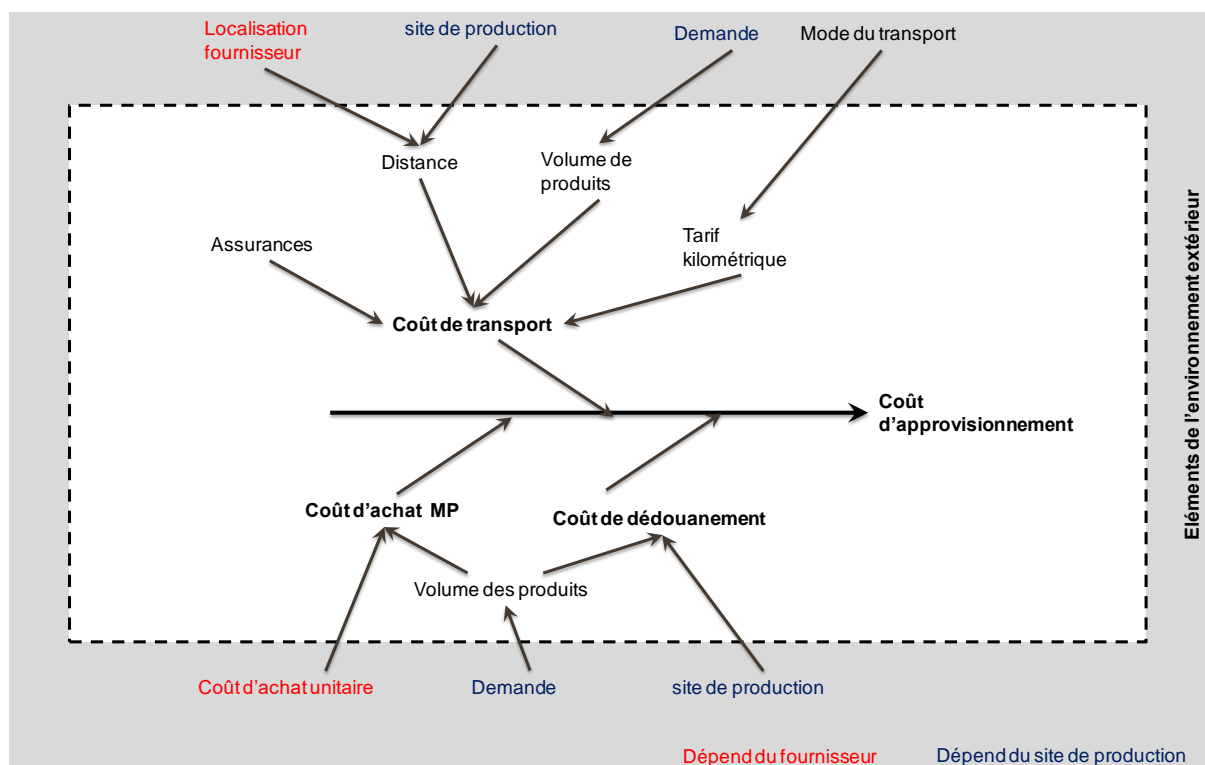 Localisation
fournisseur
site de production
Demande
Mode du transport
Distance
Volume de
produits
Assurances
Tarif
kilométrique
Coût de transport
Coût
d'approvisionnement
Coût d'achat MP
Coût de dédouanement
Volume des produits
Coût d'achat unitaire
Demande
site de production
Dépend du fournisseur
Dépend du site de production
Eléments de l'environnement extérieur